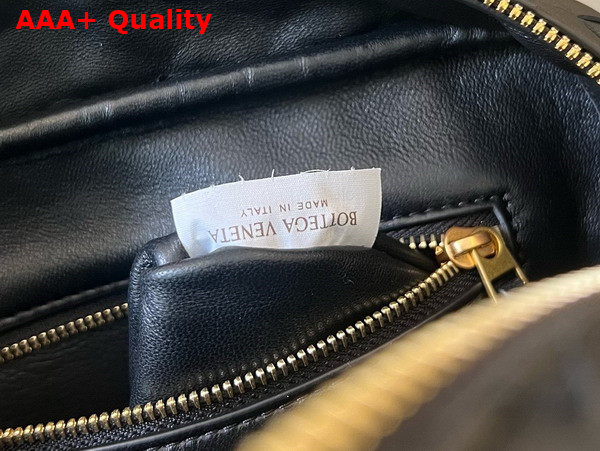 AAA+ Quality
BOTTEGA VENETA
MADE IN ITALY